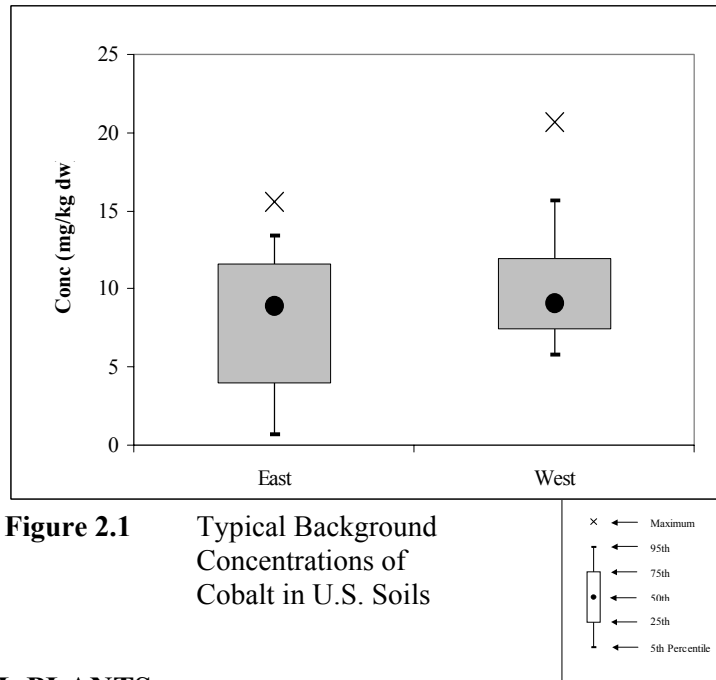 25
20
15
10
5
0
Conc (mg/kg dw)
East
West
Figure 2.1 Typical Background
Concentrations of
Cobalt in U.S. Soils
Maximum
95th
75th
50th
25th
5th Percentile
PLANTS